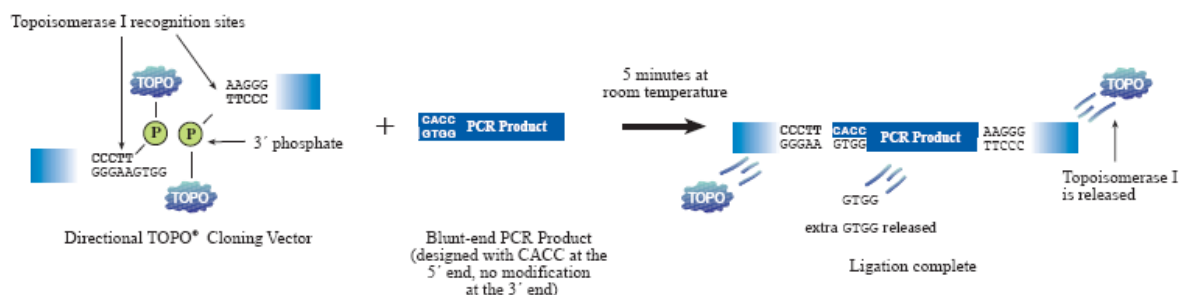 Topoisomerase I recognition sites
TOPO
AAGGG
TTCCC
P
P
3´ phosphate
CCCTT
GGGAAGTGG
TOPO
Directional TOPO® Cloning Vector
+
CACC
GTGG
PCR Product
Blunt-end PCR Product
(designed with CACC at the
5´ end, no modification
at the 3´ end)
5 minutes at
room temperature
CCCTT
GGGAA
CACC
GTGG
PCR Product
AAGGG
TTCCC
TOPO
TOPO
GTGG
extra GTGG released
Topoisomerase I
is released
Ligation complete